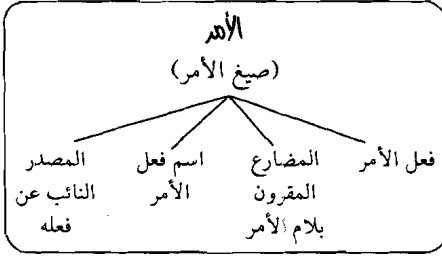 الأمر
(صيغ الأمر)
فعل الأمر
المضارع
المقرون
بلام الأمر
اسم فعل
الأمر
المصدر
النائب عن
فعله